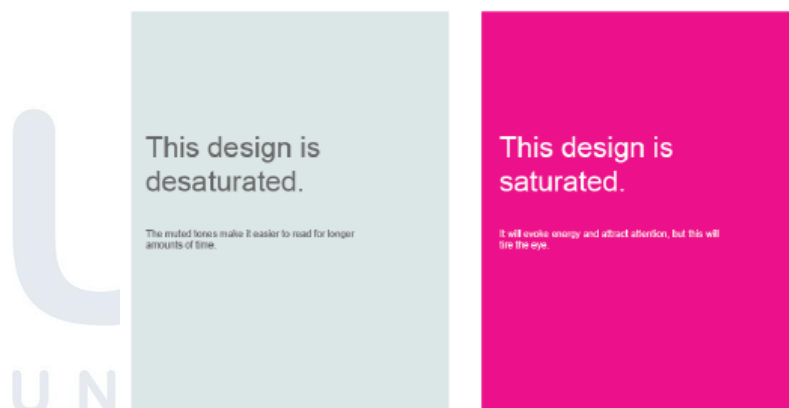 This design is
desaturated.
The muted tones make it easier to read for longer
amounts of time.
This design is
saturated.
It will evoke energy and attract attention, but this will
tire the eye.
U N